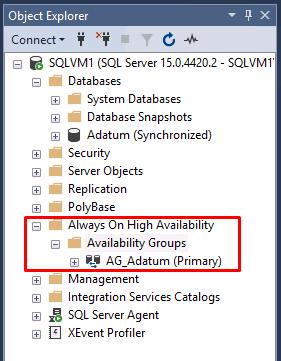 Object Explorer
Connect
SQLVM1 (SQL Server 15.0.4420.2 - SQLVM1
Databases
System Databases
Database Snapshots
Adatum (Synchronized)
Security
Server Objects
Replication
PolyBase
Always On High Availability
Availability Groups
AG_Adatum (Primary)
Management
Integration Services Catalogs
SQL Server Agent
XEvent Profiler